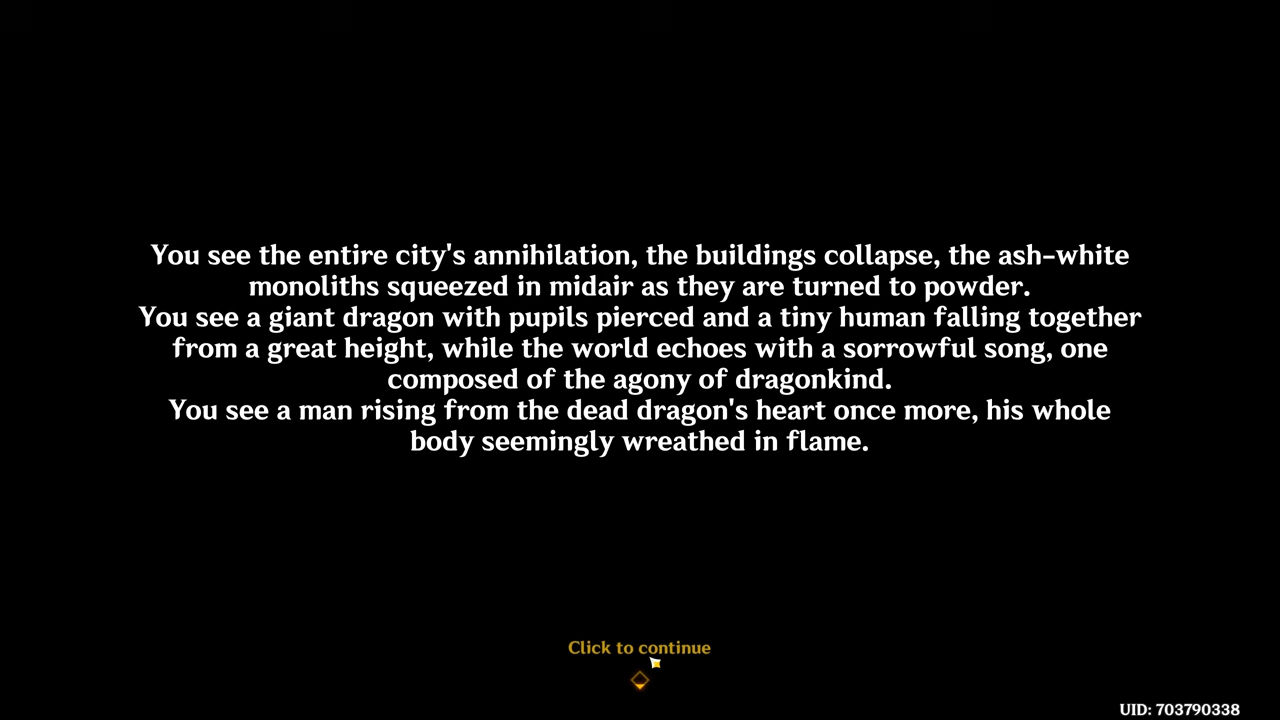 You see the entire city's annihilation, the buildings collapse, the ash-white
monoliths squeezed in midair as they are turned to powder.
You see a giant dragon with pupils pierced and a tiny human falling together
from a great height, while the world echoes with a sorrowful song, one
composed of the agony of dragonkind.
You see a man rising from the dead dragon's heart once more, his whole
body seemingly wreathed in flame.
Click to continue
UID: 703790338